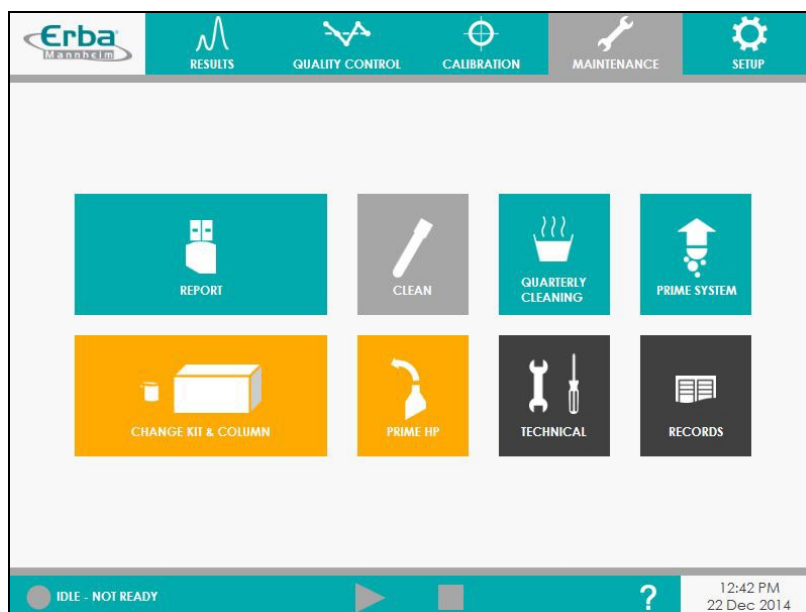 Erba
Mannheim
RESULTS
QUALITY CONTROL
CALIBRATION
MAINTENANCE
SETUP
REPORT
CLEAN
QUARTERLY
CLEANING
PRIME SYSTEM
CHANGE KIT & COLUMN
PRIME HP
TECHNICAL
RECORDS
IDLE - NOT READY
?
12:42 PM
22 Dec 2014